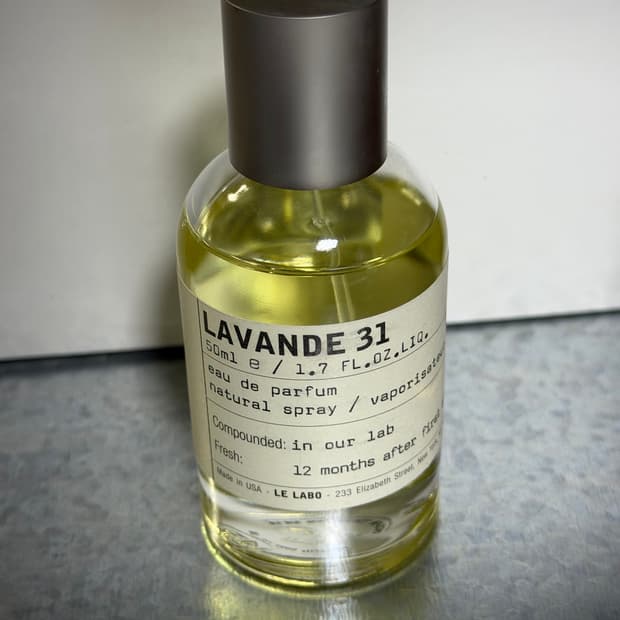 LAVANDE 31
50ml e / 1.7 FL.OZ.LIQ.
eau de parfum
natural spray /
Compounded: in our lab
Fresh: 12 months after
Made in USA - LE LABO - 233 Elizabeth Street, New